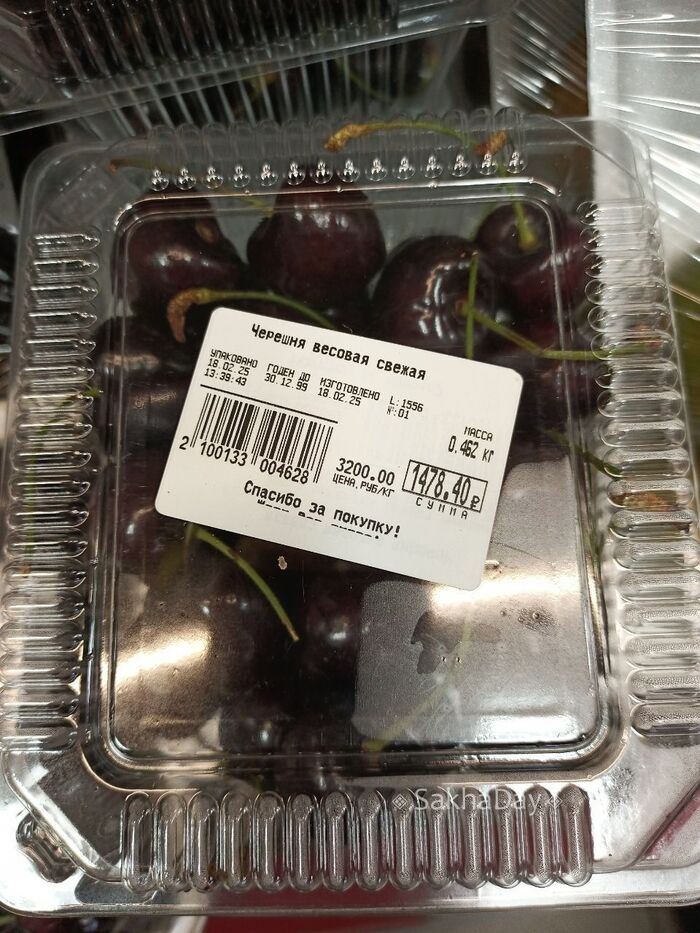 Черешня весовая свежая
УПАКОВАНО ГОДЕН ДО ИЗГОТОВЛЕНО L:1556
18.02.25 30.12.99 18.02.25 №:01
13:39:43
МАССА
0.462 кг
2 100133 004628
3200.00 1478.40 ₽
ЦЕНА,РУБ/КГ СУММА
Спасибо за покупку!
SakhaDay